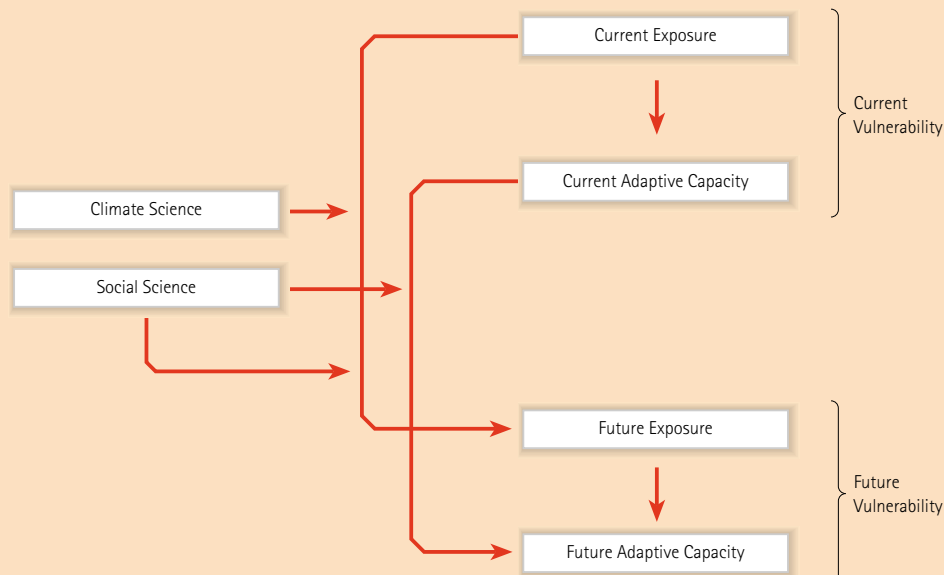 Current Exposure
Current
Vulnerability
Current Adaptive Capacity
Climate Science
Social Science
Future Exposure
Future
Vulnerability
Future Adaptive Capacity